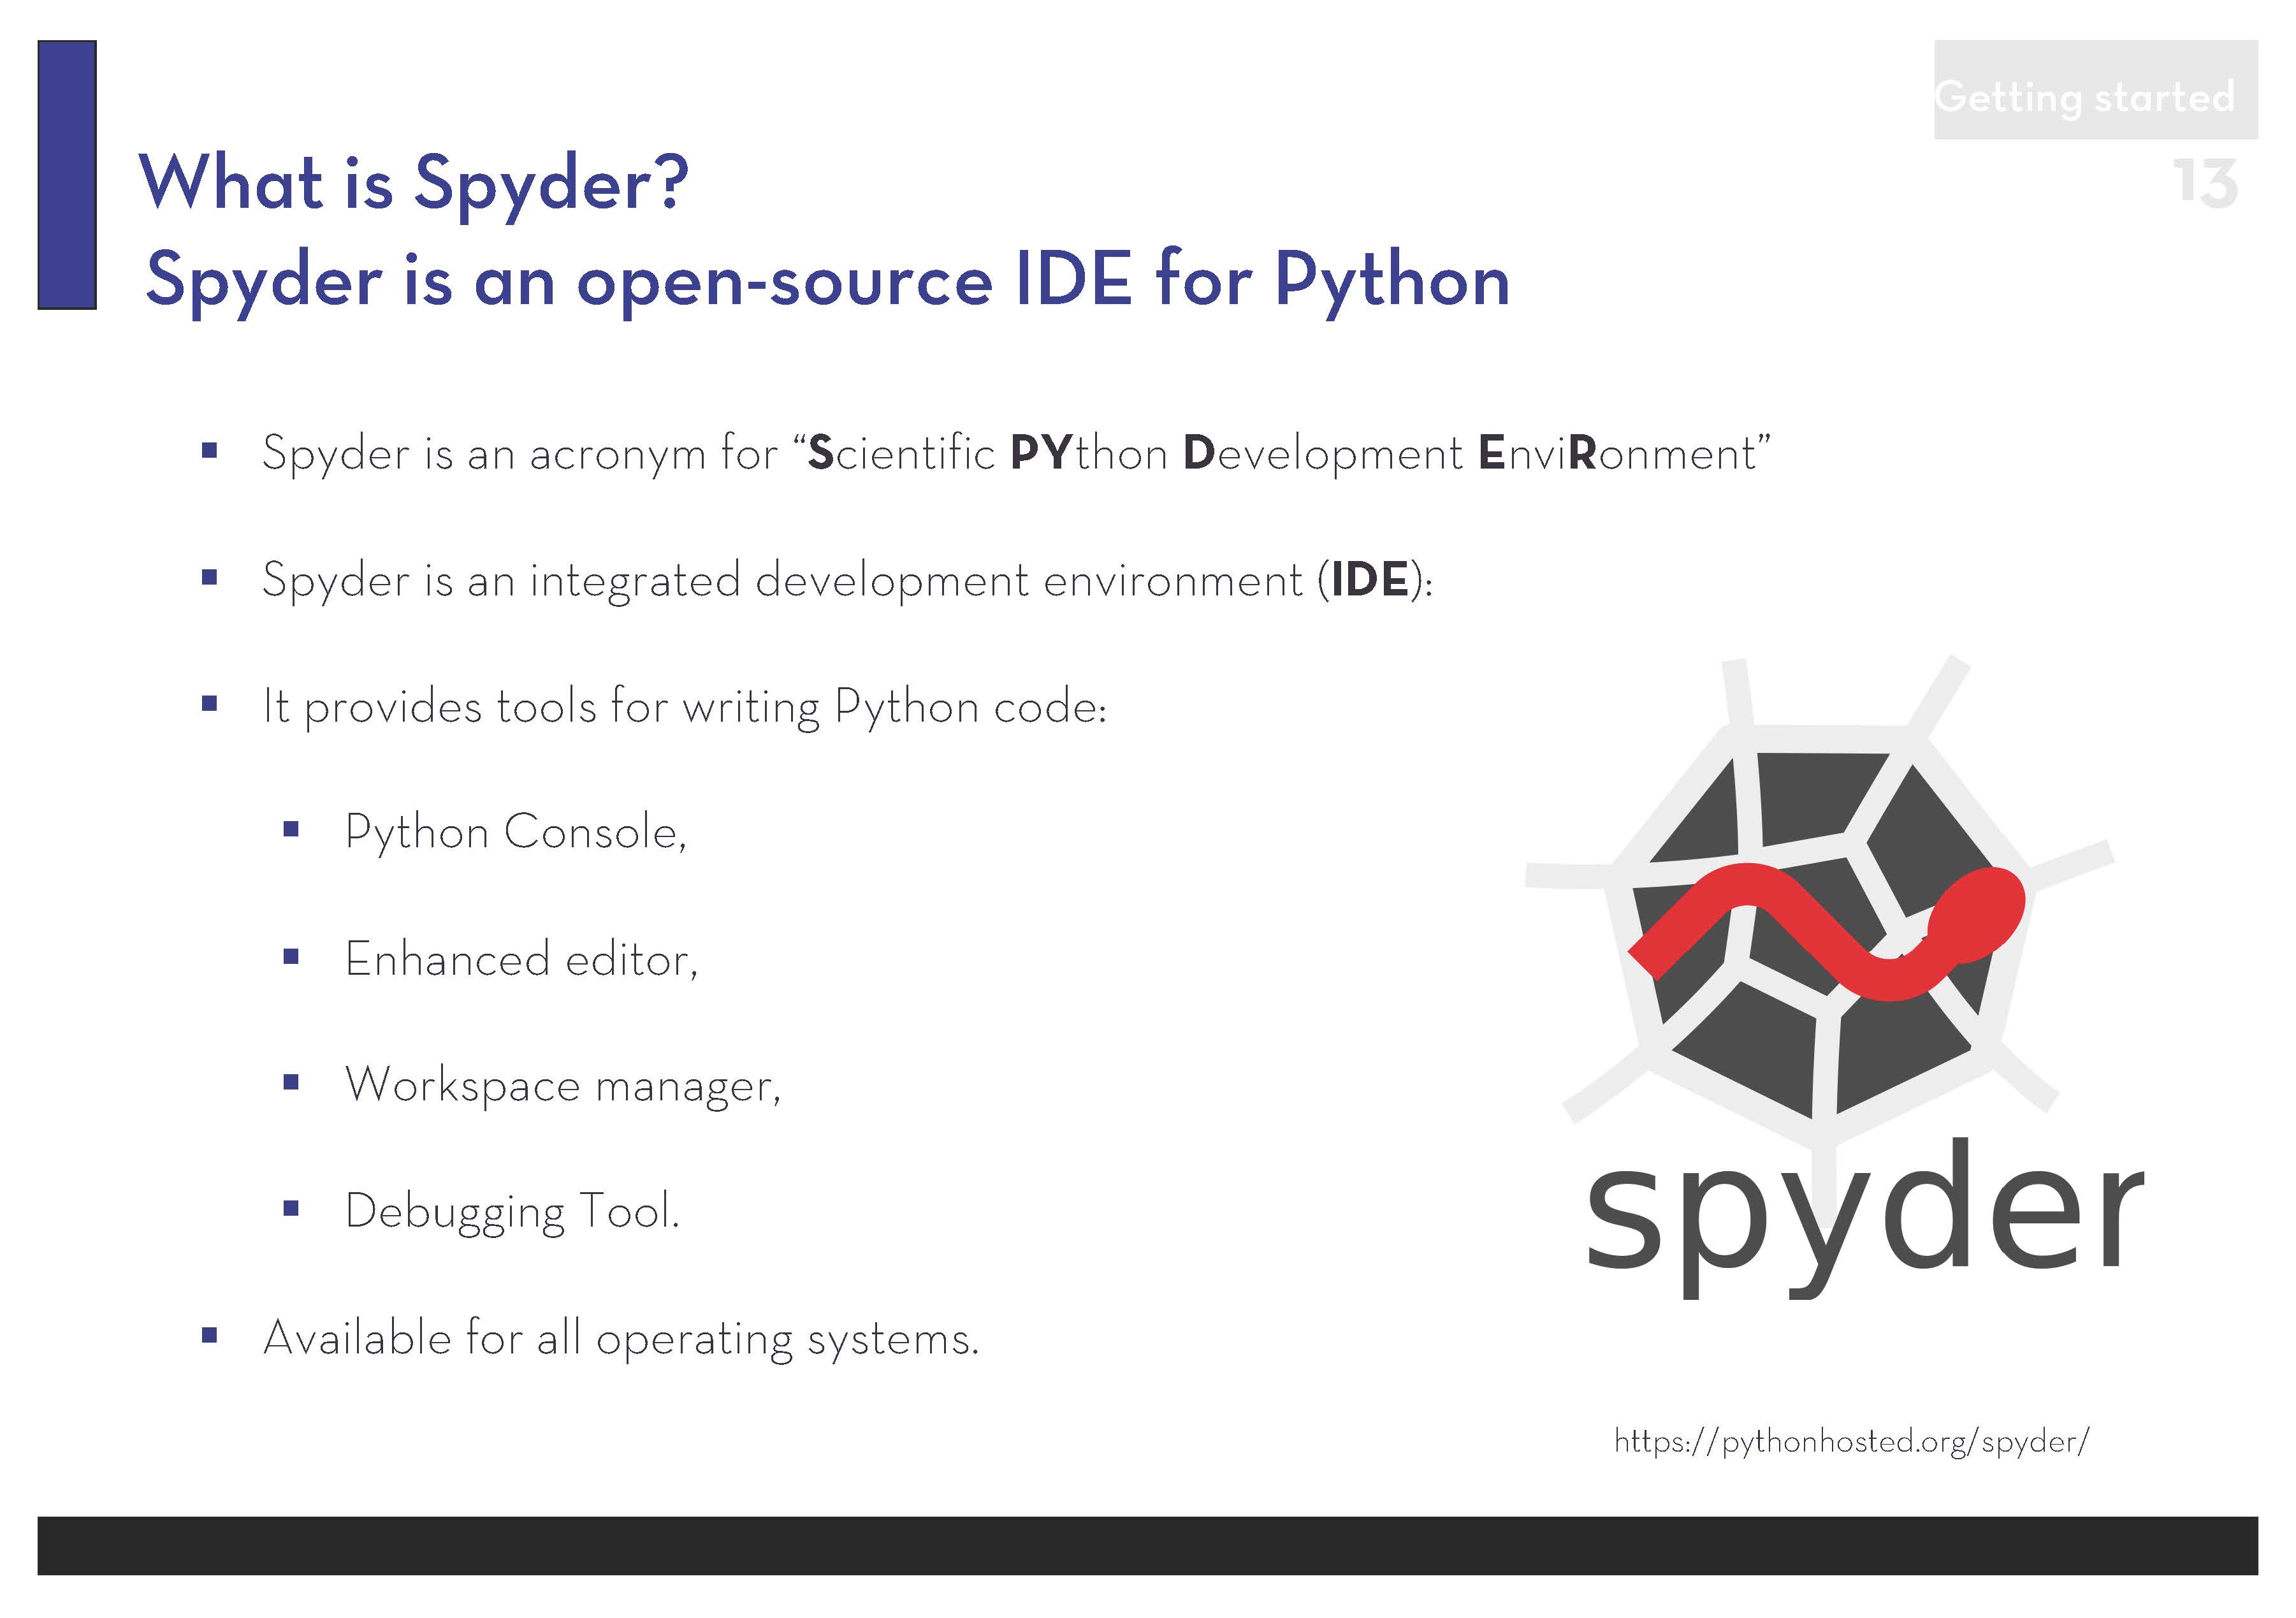 Getting started
13
What is Spyder?
Spyder is an open-source IDE for Python
▪ Spyder is an acronym for “Scientific PYthon Development EnviRonment”
▪ Spyder is an integrated development environment (IDE):
▪ It provides tools for writing Python code:
▪ Python Console,
▪ Enhanced editor,
▪ Workspace manager,
▪ Debugging Tool.
▪ Available for all operating systems.
spyder
https://pythonhosted.org/spyder/